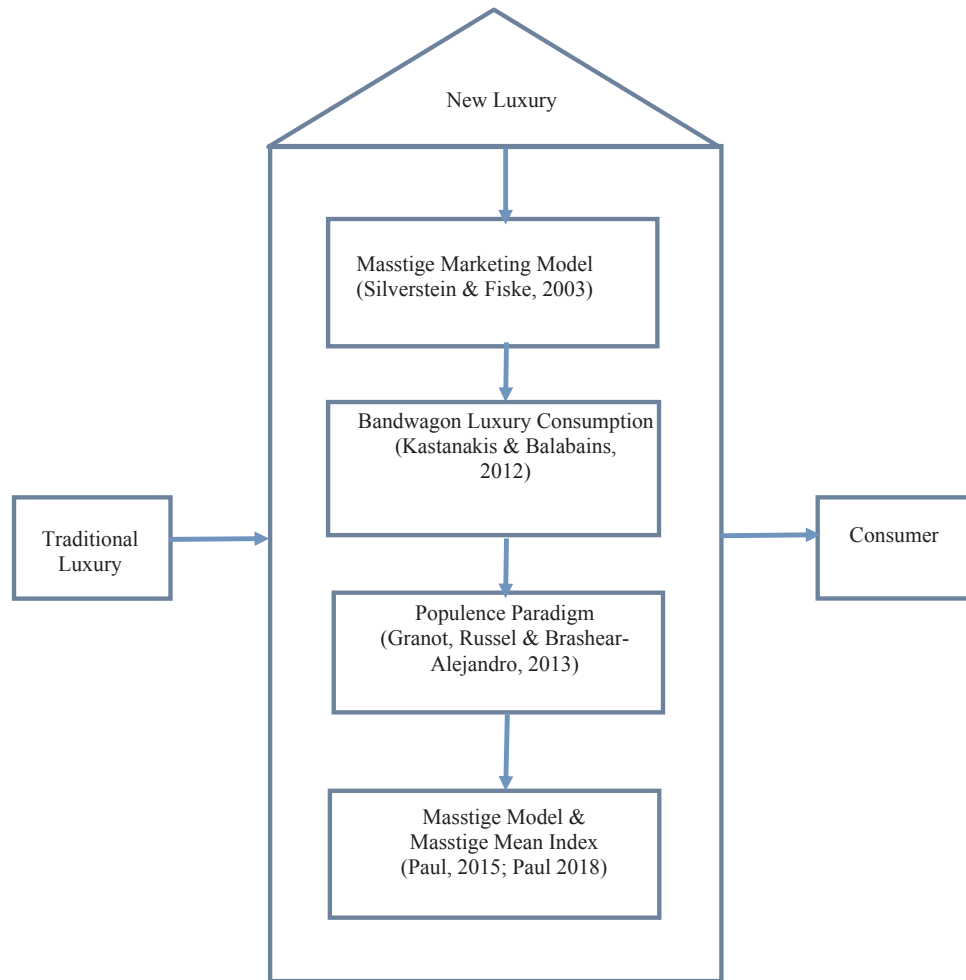 New Luxury
Masstige Marketing Model
(Silverstein & Fiske, 2003)
Bandwagon Luxury Consumption
(Kastanakis & Balabains,
2012)
Traditional
Luxury
Consumer
Populence Paradigm
(Granot, Russel & Brashear-
Alejandro, 2013)
Masstige Model &
Masstige Mean Index
(Paul, 2015; Paul 2018)